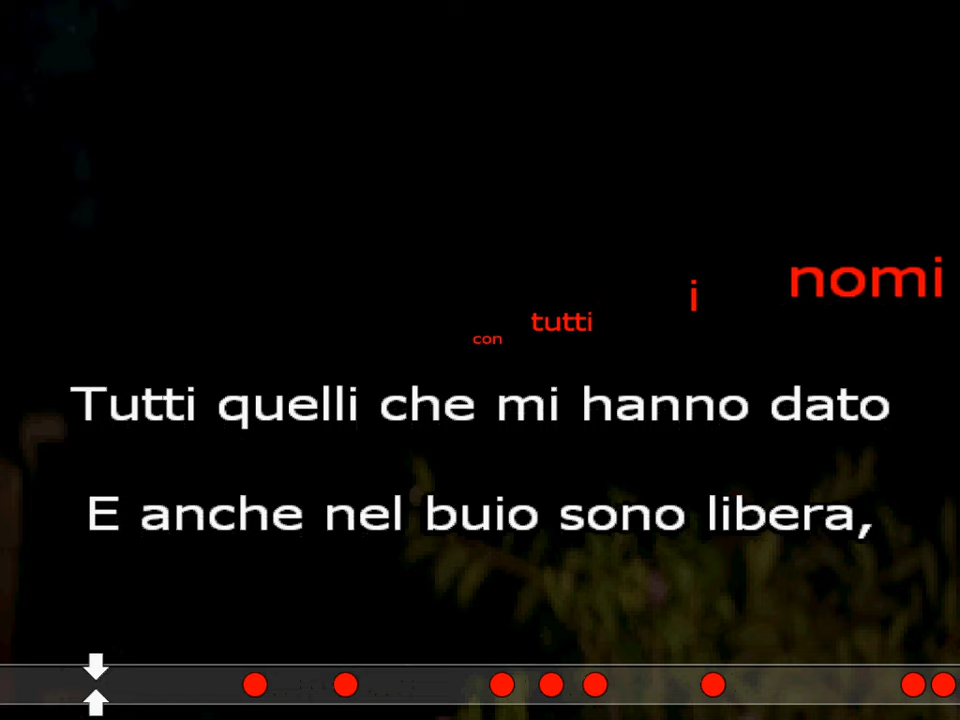 con tutti i nomi
Tutti quelli che mi hanno dato
E anche nel buio sono libera,